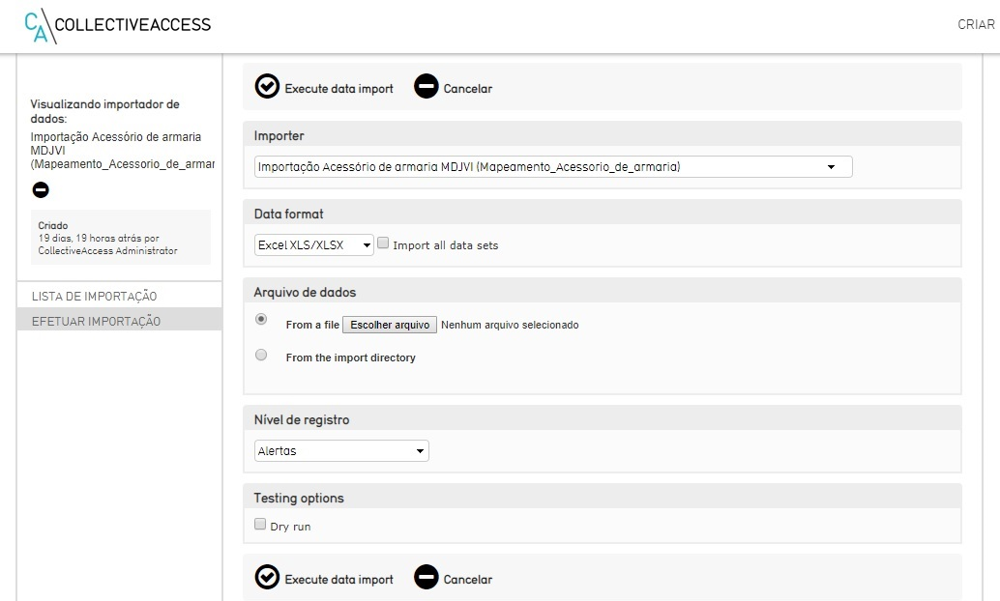 CA COLLECTIVEACCESS
CRIAR
Visualizando importador de
dados:
Importação Acessório de armaria
MDJVI
(Mapeamento_Acessorio_de_armar
Criado
19 dias, 19 horas atrás por
CollectiveAccess Administrator
LISTA DE IMPORTAÇÃO
EFETUAR IMPORTAÇÃO
Execute data import Cancelar
Importer
Importação Acessório de armaria MDJVI (Mapeamento_Acessorio_de_armaria)
Data format
Excel XLS/XLSX Import all data sets
Arquivo de dados
From a file Escolher arquivo Nenhum arquivo selecionado
From the import directory
Nível de registro
Alertas
Testing options
Dry run
Execute data import Cancelar